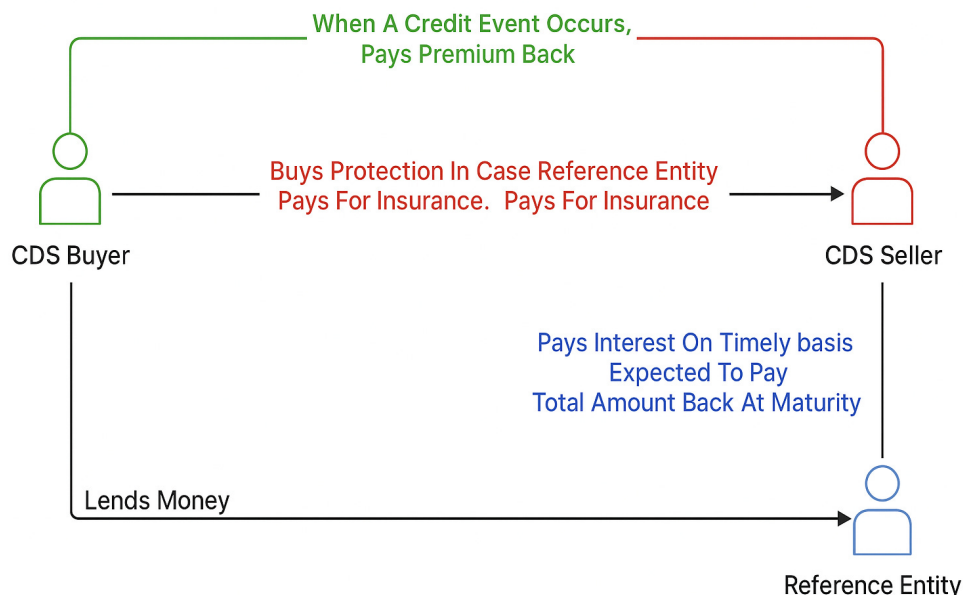 When A Credit Event Occurs,
Pays Premium Back
Buys Protection In Case Reference Entity
Pays For Insurance. Pays For Insurance
CDS Buyer
CDS Seller
Pays Interest On Timely basis
Expected To Pay
Total Amount Back At Maturity
Lends Money
Reference Entity